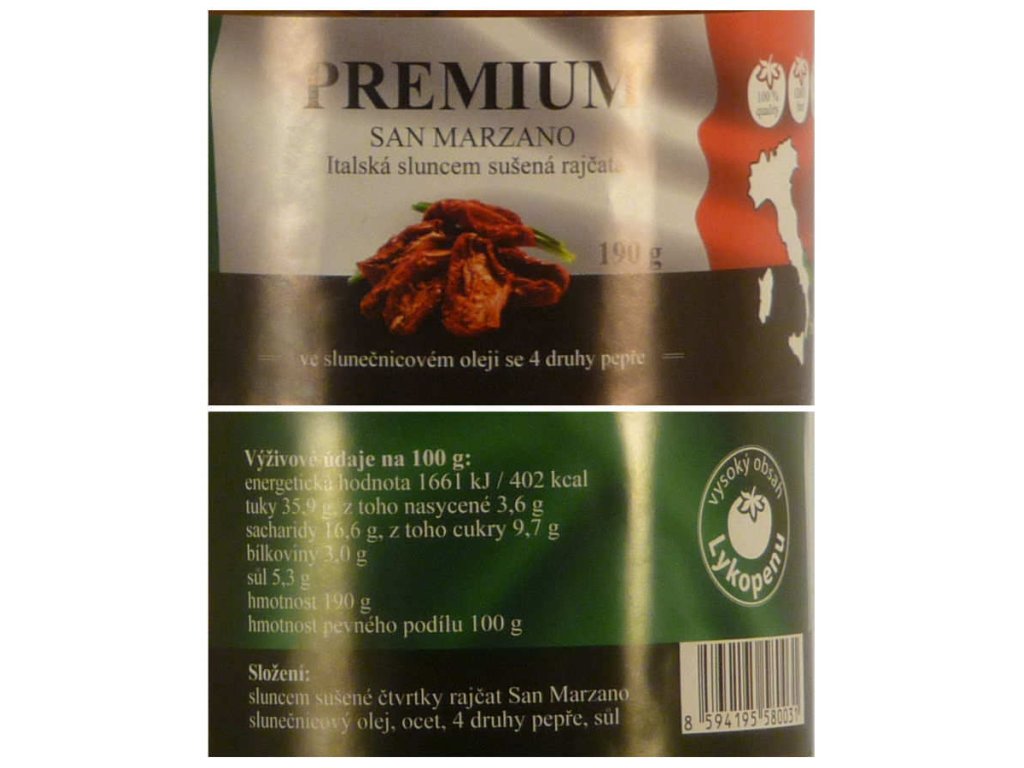 PREMIUM
SAN MARZANO
Italská sluncem sušená rajčata
190 g
ve slunečnicovém oleji se 4 druhy pepře
100 %
quality
Výživové údaje na 100 g:
energetická hodnota 1661 kJ / 402 kcal
tuky 35,9 g, z toho nasycené 3,6 g
sacharidy 16,6 g, z toho cukry 9,7 g
bílkoviny 3,0 g
sůl 5,3 g
hmotnost 190 g
hmotnost pevného podílu 100 g
vysoký obsah
Lykopenu
Složení:
sluncem sušené čtvrtky rajčat San Marzano
slunečnicový olej, ocet, 4 druhy pepře, sůl
8 594195 580031